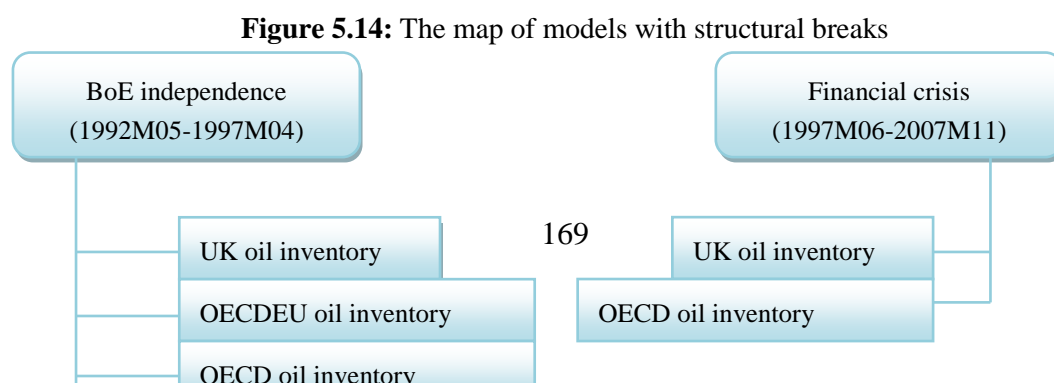 Figure 5.14: The map of models with structural breaks
BoE independence
(1992M05-1997M04)
Financial crisis
(1997M06-2007M11)
UK oil inventory
169
UK oil inventory
OECDEU oil inventory
OECD oil inventory
OECD oil inventory